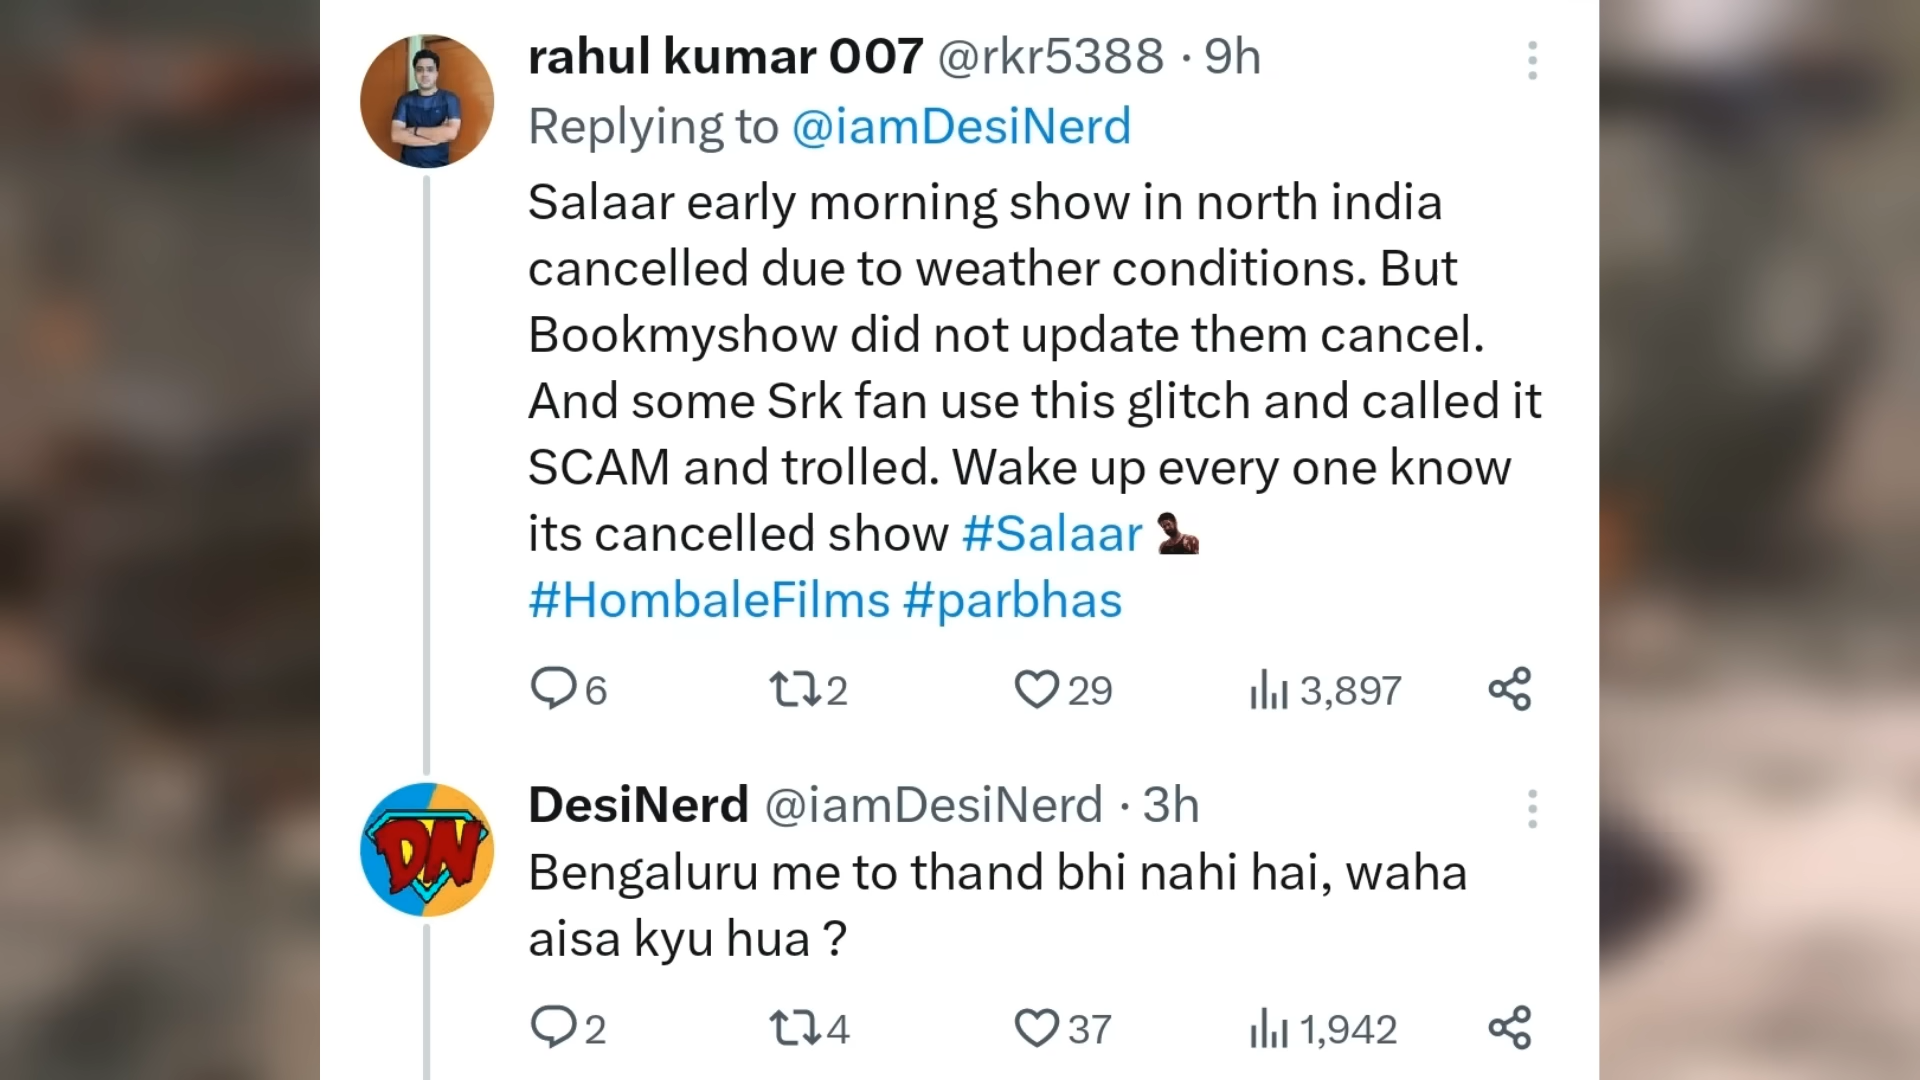 rahul kumar 007 @rkr5388 · 9h
Replying to @iamDesiNerd
Salaar early morning show in north india
cancelled due to weather conditions. But
Bookmyshow did not update them cancel.
And some Srk fan use this glitch and called it
SCAM and trolled. Wake up every one know
its cancelled show #Salaar
#HombaleFilms #parbhas
6 2 29 3,897
DN
DesiNerd @iamDesiNerd · 3h
Bengaluru me to thand bhi nahi hai, waha
aisa kyu hua ?
2 4 37 1,942